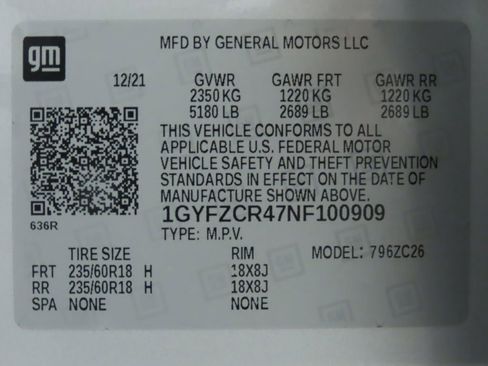 gm
MFD BY GENERAL MOTORS LLC
12/21 GVWR GAWR FRT GAWR RR
2350 KG 1220 KG 1220 KG
5180 LB 2689 LB 2689 LB
THIS VEHICLE CONFORMS TO ALL
APPLICABLE U.S. FEDERAL MOTOR
VEHICLE SAFETY AND THEFT PREVENTION
STANDARDS IN EFFECT ON THE DATE OF
MANUFACTURE SHOWN ABOVE.
636R
1GYFZCR47NF100909
TYPE: M.P.V.
TIRE SIZE RIM MODEL: 796ZC26
FRT 235/60R18 H 18X8J
RR 235/60R18 H 18X8J
SPA NONE NONE